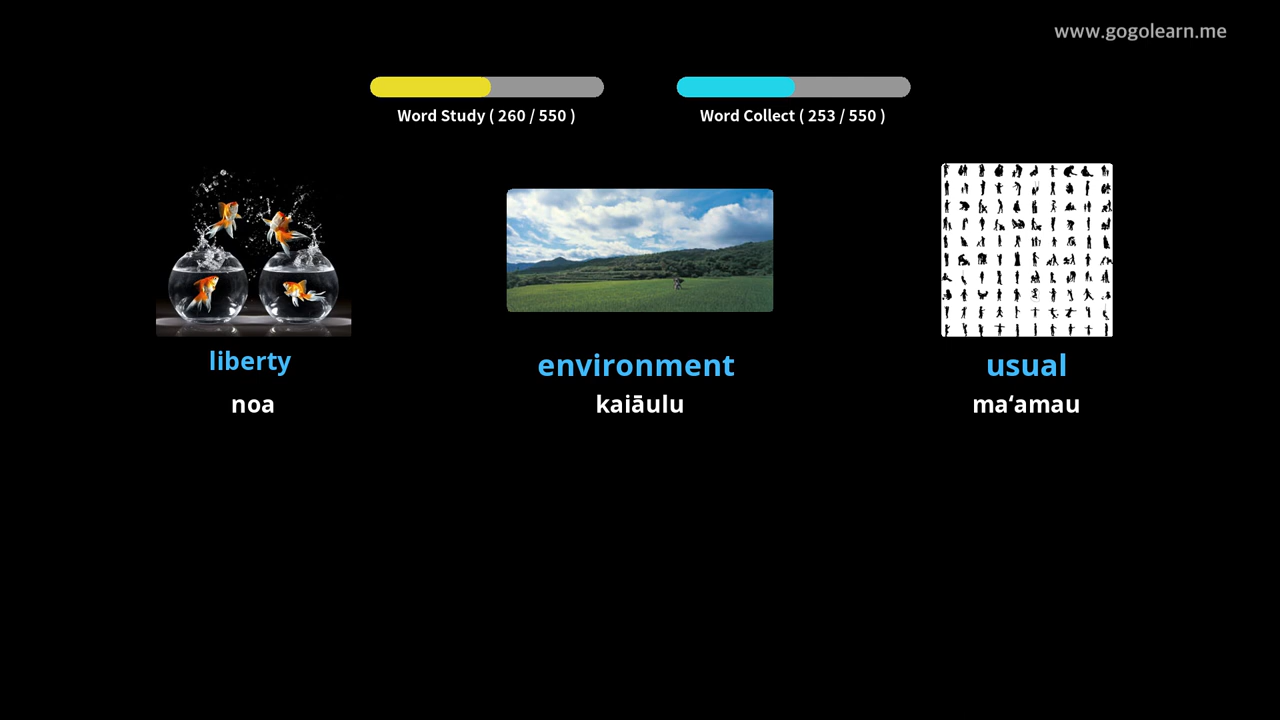 www.gogolearn.me
Word Study ( 260 / 550 )
Word Collect ( 253 / 550 )
liberty
environment
usual
noa
kaiāulu
maʻamau